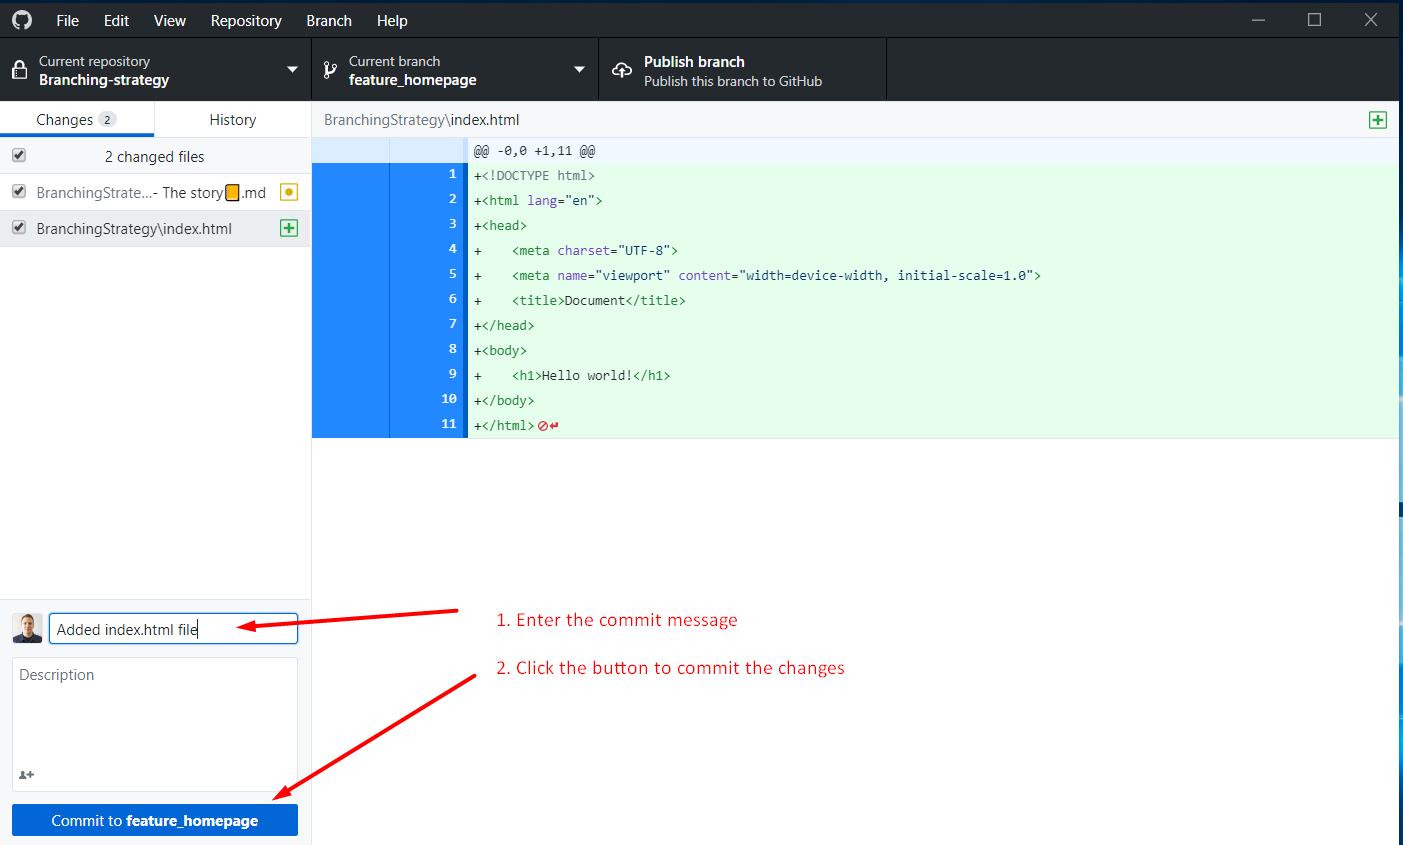 File Edit View Repository Branch Help
Current repository
Branching-strategy
Current branch
feature_homepage
Publish branch
Publish this branch to GitHub
Changes 2
History
2 changed files
BranchingStrate...- The story📒.md
BranchingStrategy\index.html
BranchingStrategy\index.html
@@ -0,0 +1,11 @@
1 +<!DOCTYPE html>
2 +<html lang="en">
3 +<head>
4 +    <meta charset="UTF-8">
5 +    <meta name="viewport" content="width=device-width, initial-scale=1.0">
6 +    <title>Document</title>
7 +</head>
8 +<body>
9 +    <h1>Hello world!</h1>
10 +</body>
11 +</html>
Added index.html file
Description
Commit to feature_homepage
1. Enter the commit message
2. Click the button to commit the changes